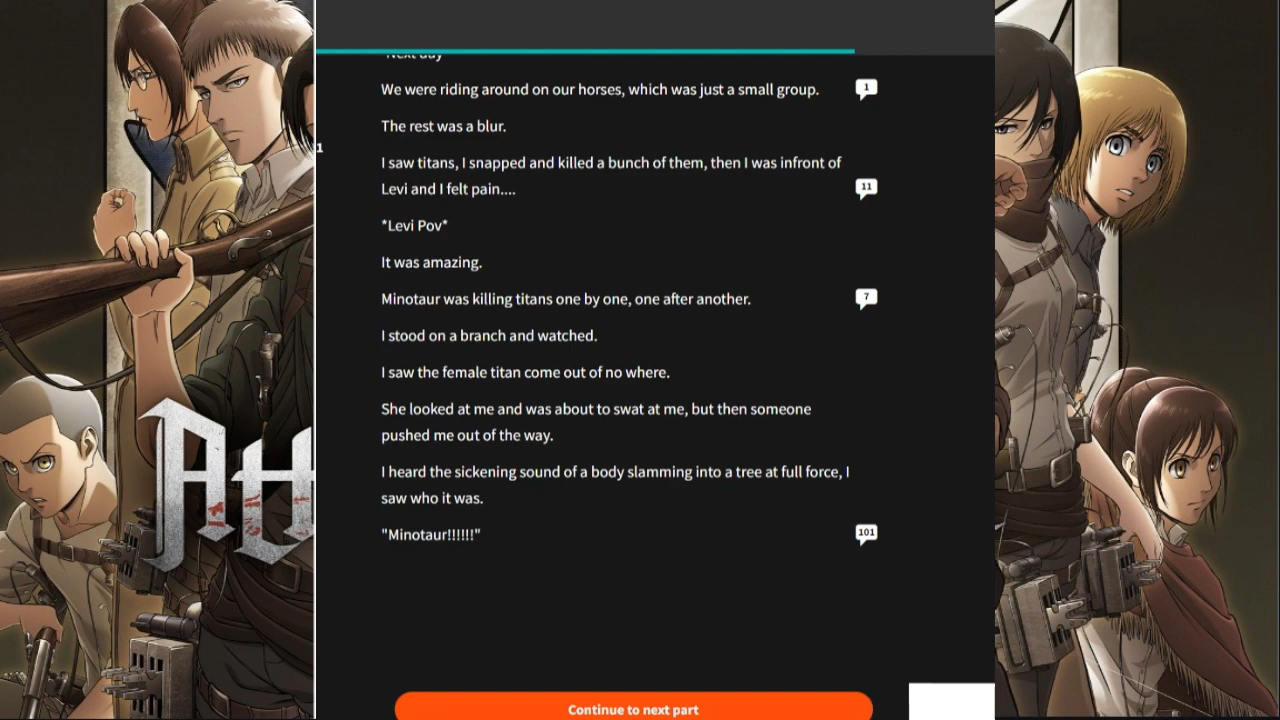 *Next day*
We were riding around on our horses, which was just a small group.
1
The rest was a blur.
1
I saw titans, I snapped and killed a bunch of them, then I was infront of
Levi and I felt pain....
11
*Levi Pov*
It was amazing.
Minotaur was killing titans one by one, one after another.
7
I stood on a branch and watched.
I saw the female titan come out of no where.
She looked at me and was about to swat at me, but then someone
pushed me out of the way.
I heard the sickening sound of a body slamming into a tree at full force, I
saw who it was.
"Minotaur!!!!!!"
101
Att
Continue to next part